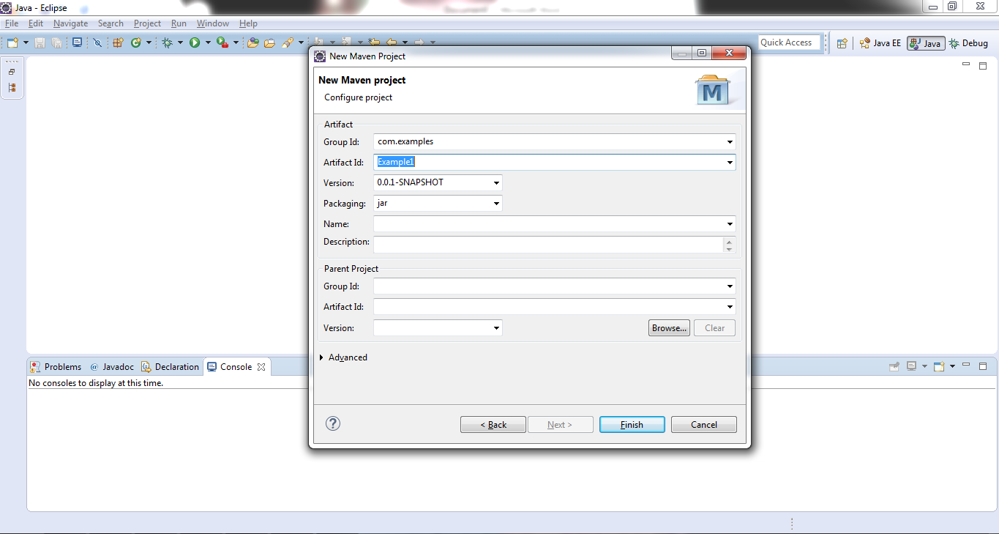 Java - Eclipse
File Edit Navigate Search Project Run Window Help
Quick Access
Java EE
Java
Debug
New Maven Project
New Maven project
Configure project
M
Artifact
Group Id: com.examples
Artifact Id: Example1
Version: 0.0.1-SNAPSHOT
Packaging: jar
Name:
Description:
Parent Project
Group Id:
Artifact Id:
Version:
Browse... Clear
Advanced
? < Back Next > Finish Cancel
Problems @ Javadoc Declaration Console
No consoles to display at this time.